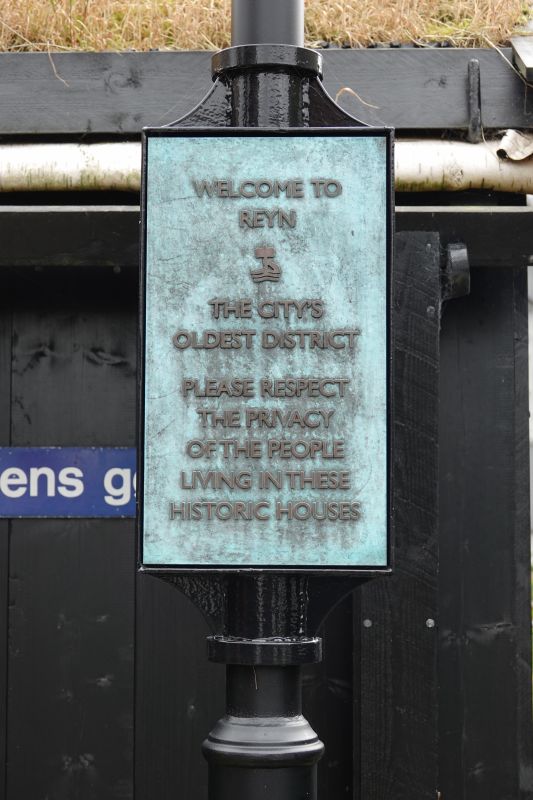 WELCOME TO
REYN
THE CITY'S
OLDEST DISTRICT
PLEASE RESPECT
THE PRIVACY
OF THE PEOPLE
LIVING IN THESE
HISTORIC HOUSES
ens g